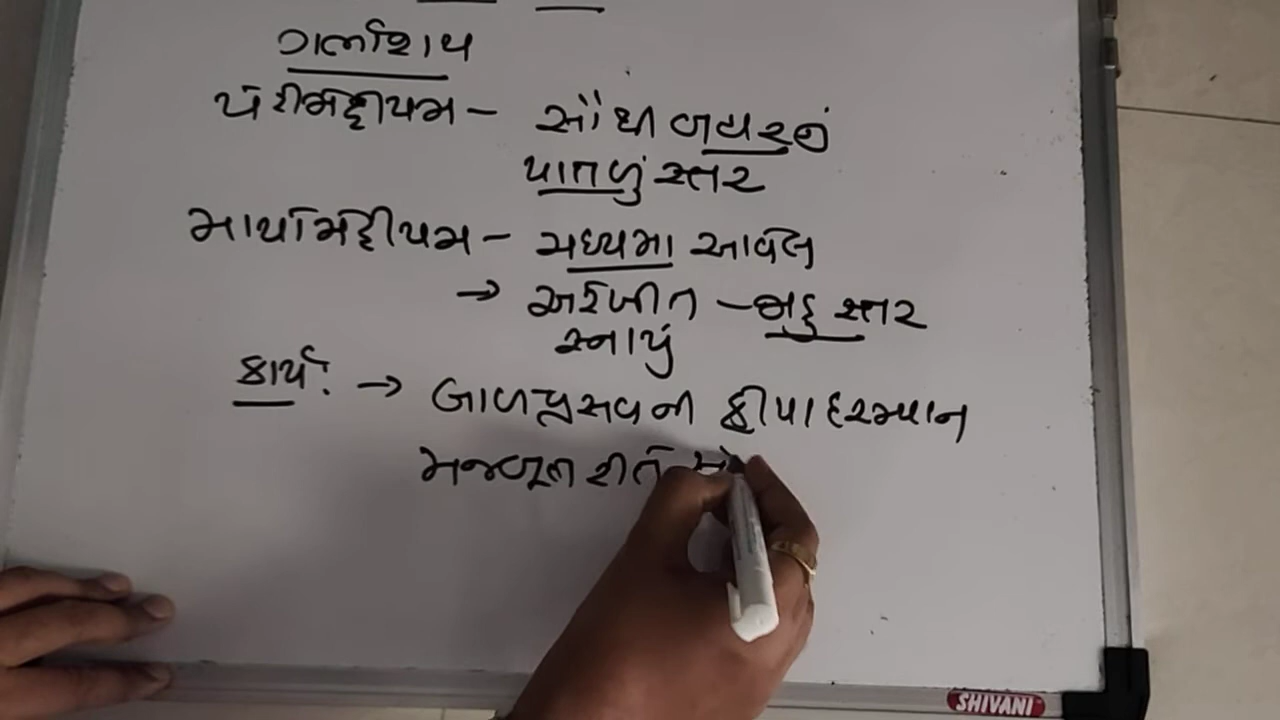 ગર્ભાશય
પેરીમેટ્રીયમ - સૌથી બહારનું
પાતળું સ્તર
માયોમેટ્રીયમ - મધ્યમા આવેલ
→ અરેખીત - જાડુ સ્તર
સ્નાયું
કાર્ય: → બાળપ્રસવની ક્રીયા દરમ્યાન
મજબૂત રીતે
SHIVANI